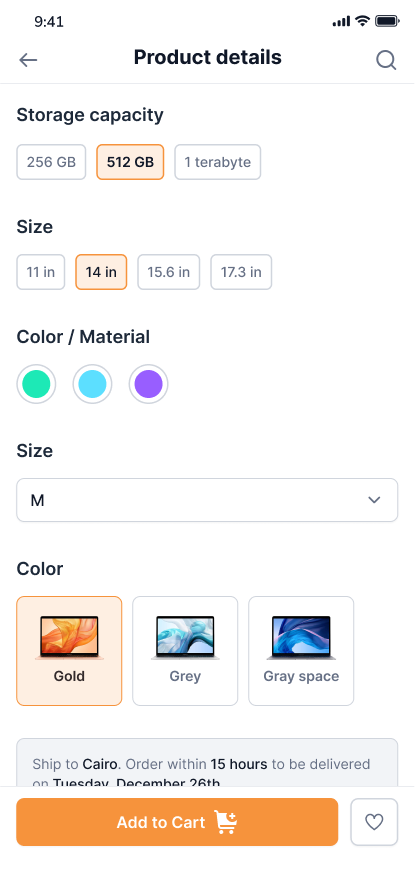 9:41
Product details
Storage capacity
256 GB 512 GB 1 terabyte
Size
11 in 14 in 15.6 in 17.3 in
Color / Material
Size
M
Color
Gold Grey Gray space
Ship to Cairo. Order within 15 hours to be delivered
on Tuesday, December 26th
Add to Cart